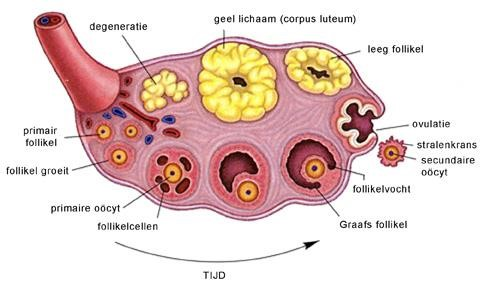 geel lichaam (corpus luteum)
degeneratie
leeg follikel
ovulatie
stralenkrans
secundaire
oöcyt
primair
follikel
follikel groeit
primaire oöcyt
follikelcellen
follikelvocht
Graafs follikel
TIJD